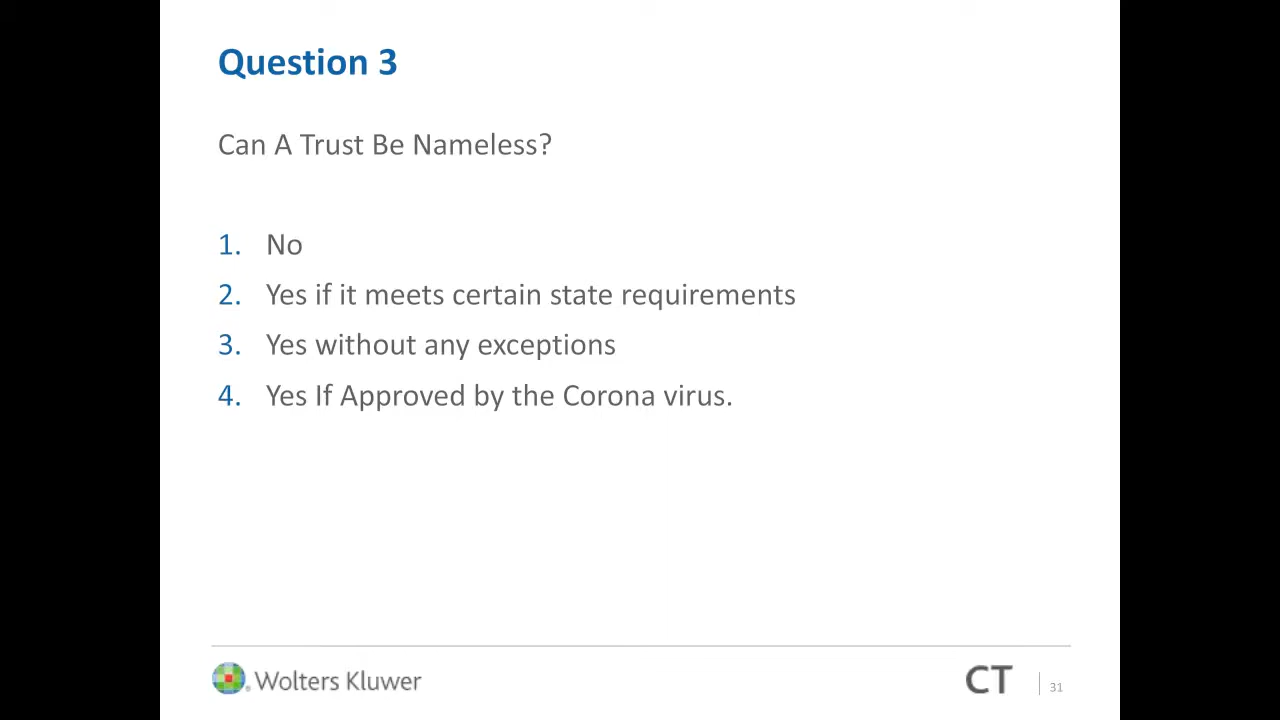 Question 3
Can A Trust Be Nameless?
1. No
2. Yes if it meets certain state requirements
3. Yes without any exceptions
4. Yes If Approved by the Corona virus.
Wolters Kluwer
CT
31